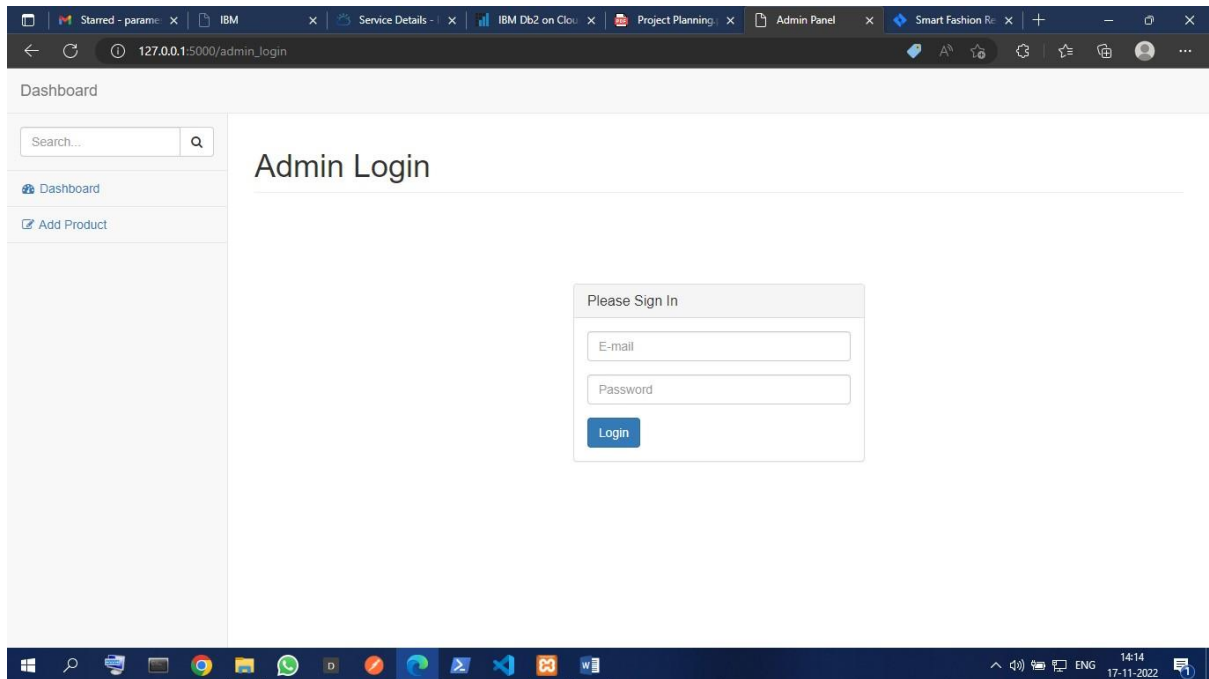 Starred - parame
IBM
Service Details - I
IBM Db2 on Clou
Project Planning.
Admin Panel
Smart Fashion Re
127.0.0.1:5000/admin_login
Dashboard
Search...
Admin Login
Dashboard
Add Product
Please Sign In
E-mail
Password
Login
ENG
14:14
17-11-2022